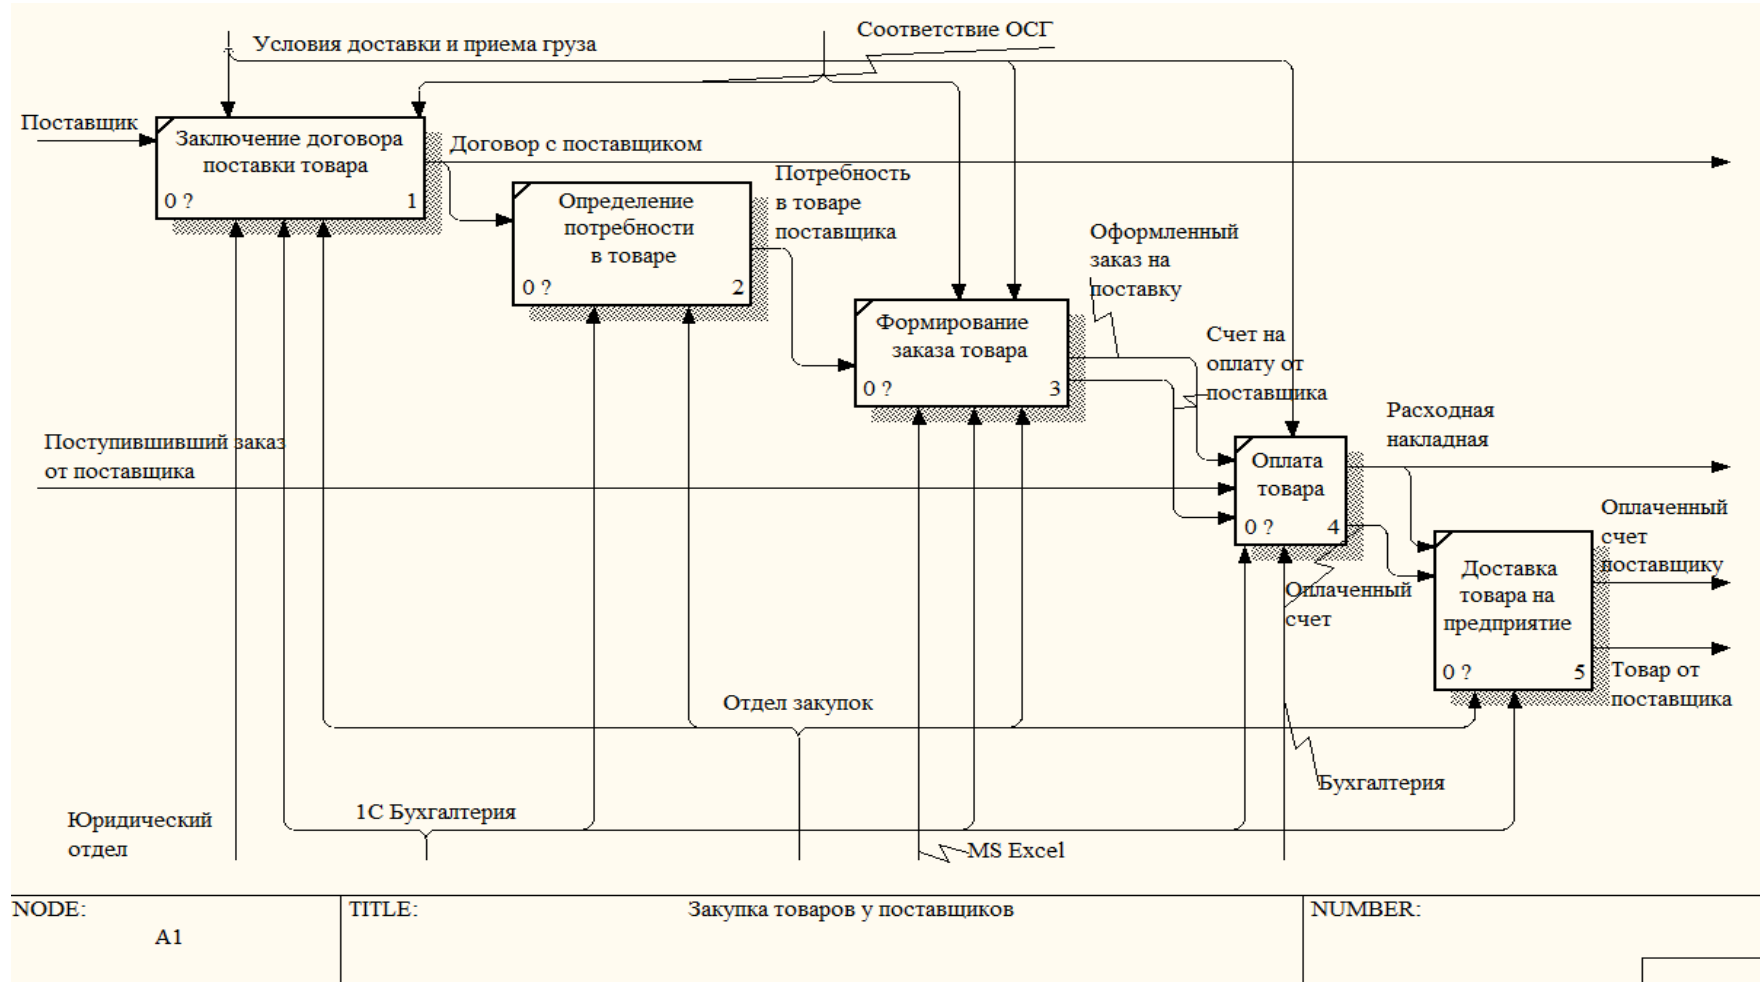 Соответствие ОСГ
Условия доставки и приема груза
Поставщик
Заключение договора
поставки товара
0 ?
1
Договор с поставщиком
Потребность
в товаре
поставщика
Определение
потребности
в товаре
0 ?
2
Оформленный
заказ на
поставку
Формирование
заказа товара
0 ?
3
Счет на
оплату от
поставщика
Расходная
накладная
Поступившивший заказ
от поставщика
Оплата
товара
0 ?
4
Оплаченный
счет
поставщику
Доставка
товара на
предприятие
0 ?
5
Оплаченный
счет
Товар от
поставщика
Отдел закупок
Бухгалтерия
1С Бухгалтерия
Юридический
отдел
MS Excel
NODE:
A1
TITLE:
Закупка товаров у поставщиков
NUMBER: